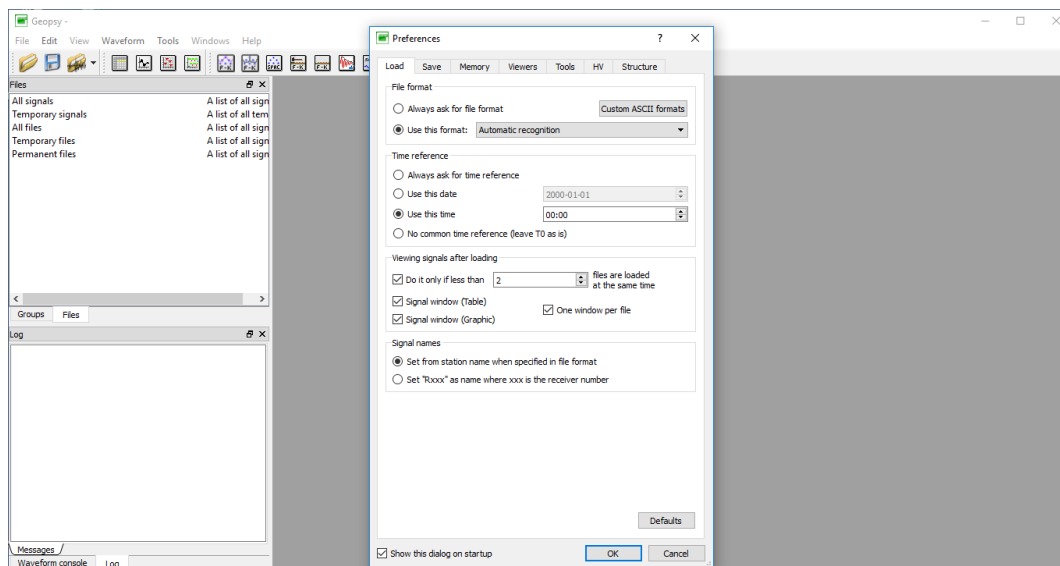 Geopsy -
File Edit View Waveform Tools Windows Help
F-K F-K SPAC F-K F-K
Files
All signals A list of all sign
Temporary signals A list of all tem
All files A list of all sign
Temporary files A list of all sign
Permanent files A list of all sign
Groups Files
Log
Messages
Waveform console Log
Preferences ?
Load Save Memory Viewers Tools HV Structure
File format
Always ask for file format Custom ASCII formats
Use this format: Automatic recognition
Time reference
Always ask for time reference
Use this date 2000-01-01
Use this time 00:00
No common time reference (leave T0 as is)
Viewing signals after loading
Do it only if less than 2 files are loaded
at the same time
Signal window (Table)
One window per file
Signal window (Graphic)
Signal names
Set from station name when specified in file format
Set "Rxxx" as name where xxx is the receiver number
Defaults
Show this dialog on startup OK Cancel